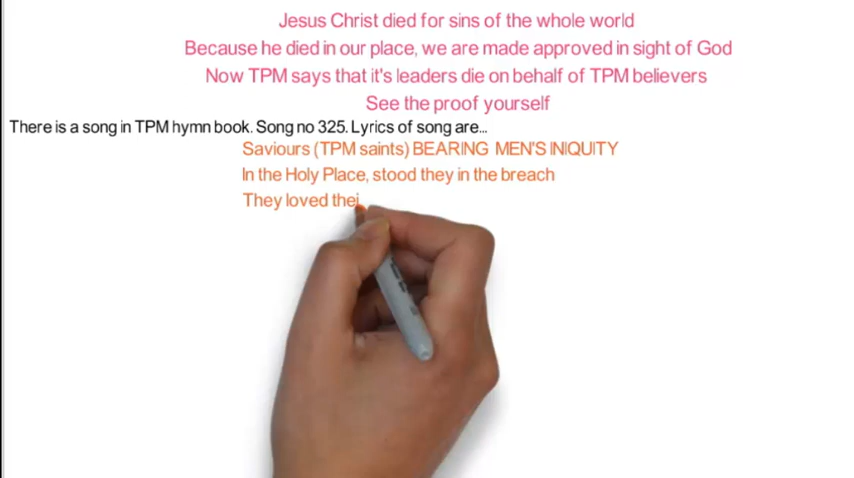 Jesus Christ died for sins of the whole world
Because he died in our place, we are made approved in sight of God
Now TPM says that it's leaders die on behalf of TPM believers
See the proof yourself
There is a song in TPM hymn book. Song no 325. Lyrics of song are...
Saviours (TPM saints) BEARING MEN'S INIQUITY
In the Holy Place, stood they in the breach
They loved thei